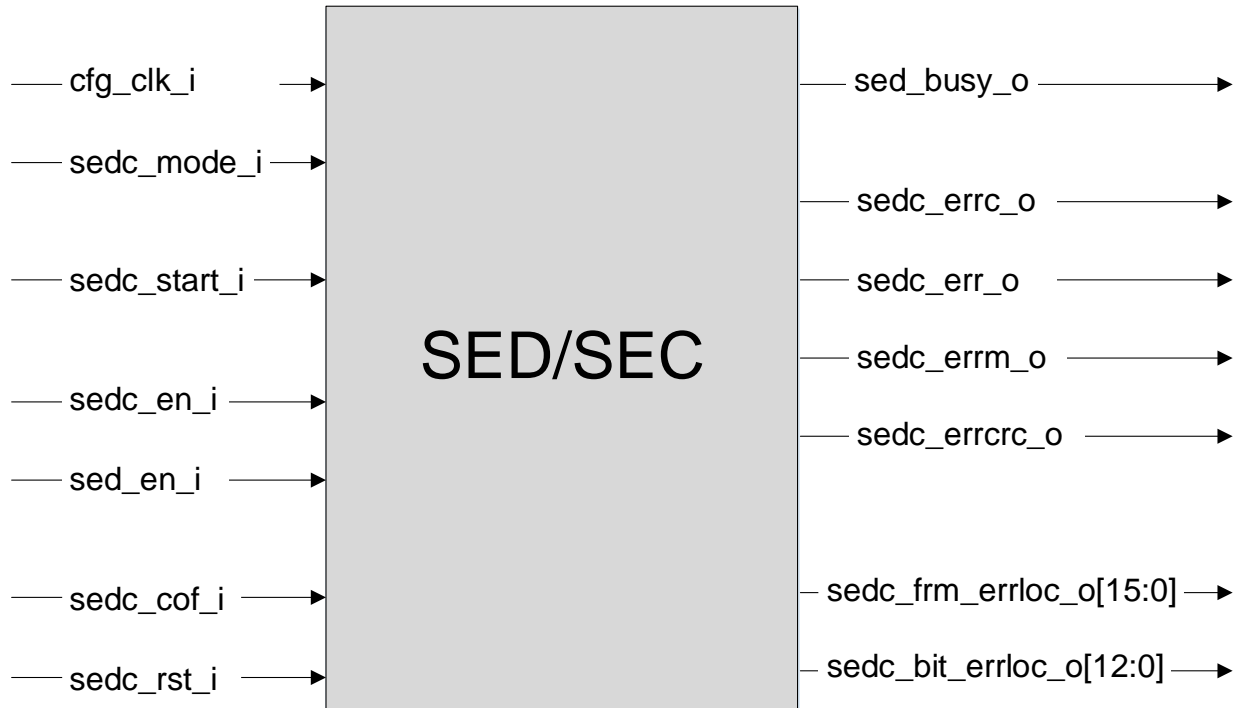 cfg_clk_i
sedc_mode_i
sedc_start_i
sedc_en_i
sed_en_i
sedc_cof_i
sedc_rst_i
SED/SEC
sed_busy_o
sedc_errc_o
sedc_err_o
sedc_errm_o
sedc_errcrc_o
sedc_frm_errloc_o[15:0]
sedc_bit_errloc_o[12:0]